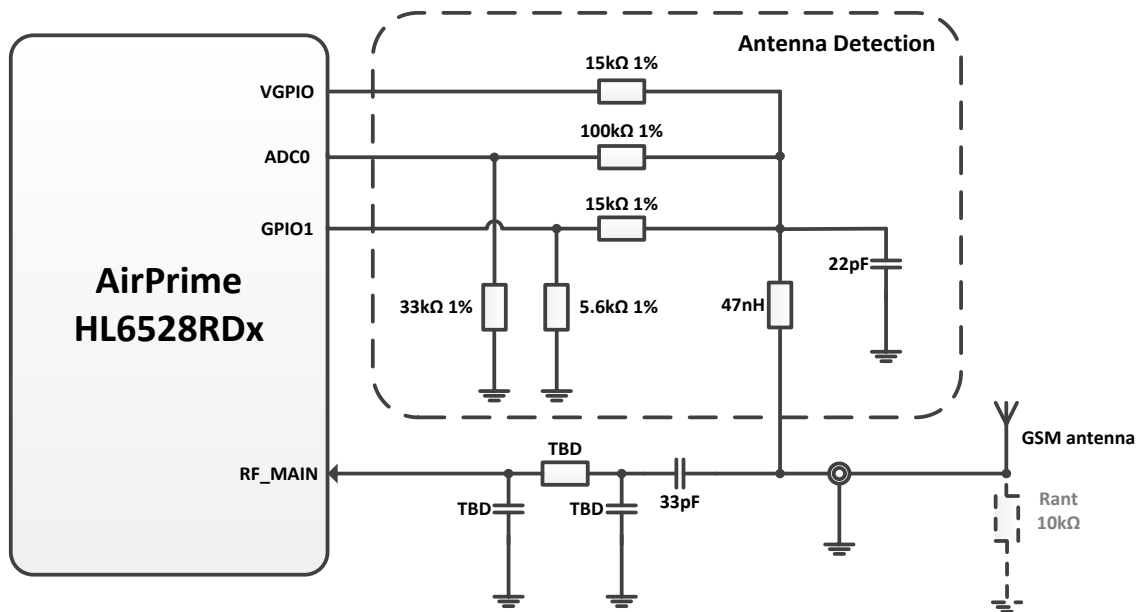 Antenna Detection
15kΩ 1%
VGPIO
100kΩ 1%
ADC0
15kΩ 1%
GPIO1
AirPrime
HL6528RDx
22pF
33kΩ 1%
5.6kΩ 1%
47nH
GSM antenna
TBD
RF_MAIN
33pF
TBD
TBD
Rant
10kΩ